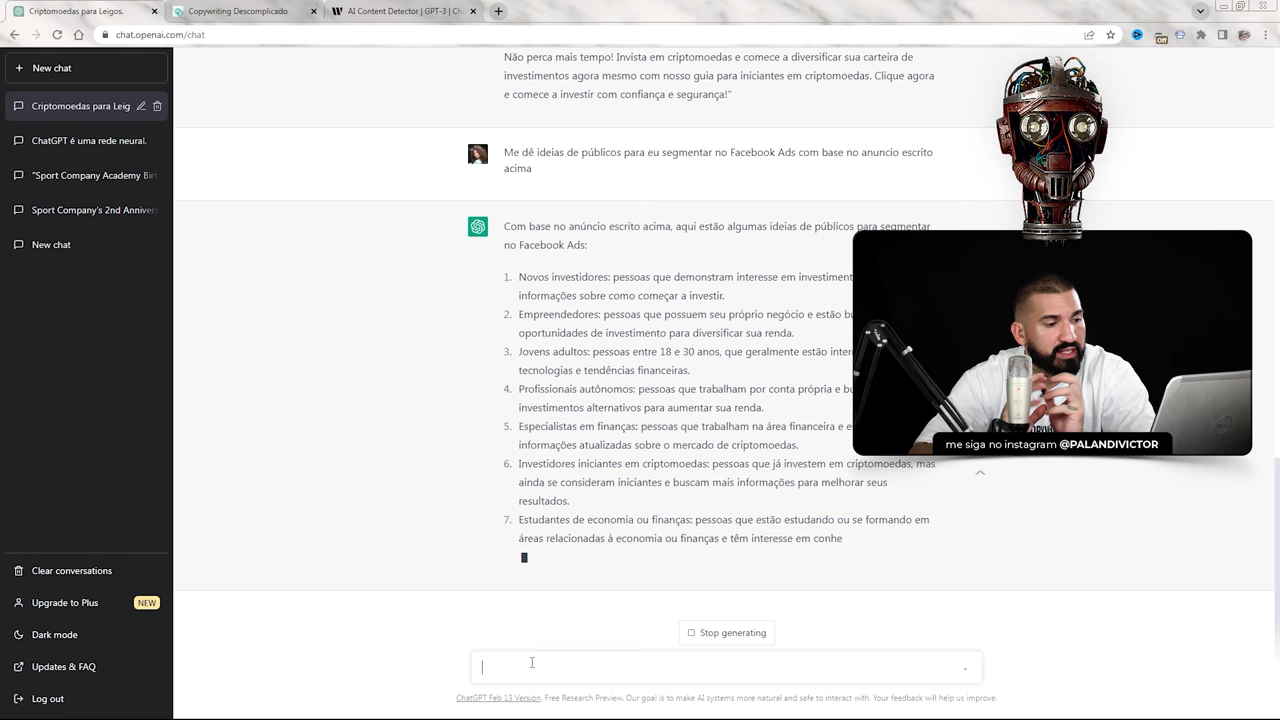 Criptomoedas para Leigos.
Copywriting Descomplicado
AI Content Detector | GPT-3 | Ch
chat.openai.com/chat
Off
New chat
Criptomoedas para Leig
ChatGPT é uma rede neural.
"Sport Company Academy Birt
Sport Company's 2nd Annivers
New chat
Clear conversations
Upgrade to Plus NEW
Dark mode
Updates & FAQ
Log out
Não perca mais tempo! Invista em criptomoedas e comece a diversificar sua carteira de
investimentos agora mesmo com nosso guia para iniciantes em criptomoedas. Clique agora
e comece a investir com confiança e segurança!"
Me dê ideias de públicos para eu segmentar no Facebook Ads com base no anuncio escrito
acima
Com base no anúncio escrito acima, aqui estão algumas ideias de públicos para segmentar
no Facebook Ads:
1. Novos investidores: pessoas que demonstram interesse em investiment
informações sobre como começar a investir.
2. Empreendedores: pessoas que possuem seu próprio negócio e estão bu
oportunidades de investimento para diversificar sua renda.
3. Jovens adultos: pessoas entre 18 e 30 anos, que geralmente estão inter
tecnologias e tendências financeiras.
4. Profissionais autônomos: pessoas que trabalham por conta própria e bu
investimentos alternativos para aumentar sua renda.
5. Especialistas em finanças: pessoas que trabalham na área financeira e e
informações atualizadas sobre o mercado de criptomoedas.
6. Investidores iniciantes em criptomoedas: pessoas que já investem em criptomoedas, mas
ainda se consideram iniciantes e buscam mais informações para melhorar seus
resultados.
7. Estudantes de economia ou finanças: pessoas que estão estudando ou se formando em
áreas relacionadas à economia ou finanças e têm interesse em conhe
me siga no instagram @PALANDIVICTOR
Stop generating
ChatGPT Feb 13 Version. Free Research Preview. Our goal is to make AI systems more natural and safe to interact with. Your feedback will help us improve.